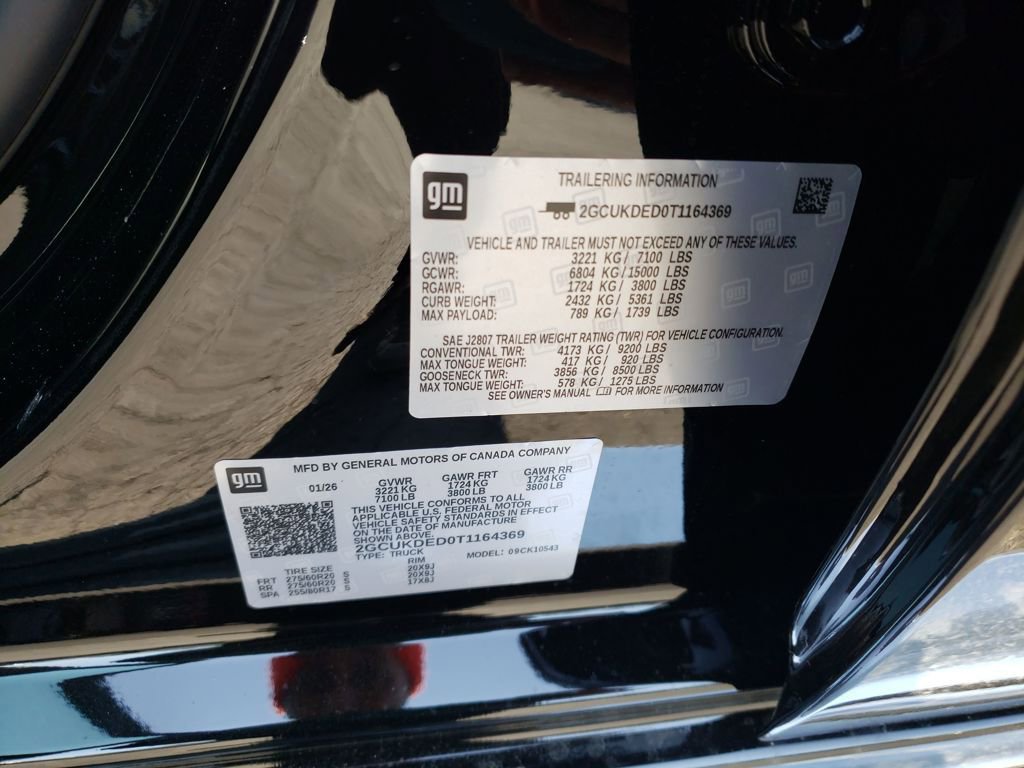 gm
TRAILERING INFORMATION
2GCUKDED0T1164369
VEHICLE AND TRAILER MUST NOT EXCEED ANY OF THESE VALUES.
GVWR: 3221 KG / 7100 LBS
GCWR: 6804 KG / 15000 LBS
RGAWR: 1724 KG / 3800 LBS
CURB WEIGHT: 2432 KG / 5361 LBS
MAX PAYLOAD: 789 KG / 1739 LBS
SAE J2807 TRAILER WEIGHT RATING (TWR) FOR VEHICLE CONFIGURATION.
CONVENTIONAL TWR: 4173 KG / 9200 LBS
MAX TONGUE WEIGHT: 417 KG / 920 LBS
GOOSENECK TWR: 3856 KG / 8500 LBS
MAX TONGUE WEIGHT: 578 KG / 1275 LBS
SEE OWNER'S MANUAL FOR MORE INFORMATION
gm
MFD BY GENERAL MOTORS OF CANADA COMPANY
01/26 GVWR GAWR FRT GAWR RR
3221 KG 1724 KG 1724 KG
7100 LB 3800 LB 3800 LB
THIS VEHICLE CONFORMS TO ALL
APPLICABLE U.S. FEDERAL MOTOR
VEHICLE SAFETY STANDARDS IN EFFECT
ON THE DATE OF MANUFACTURE
SHOWN ABOVE.
2GCUKDED0T1164369
TYPE: TRUCK MODEL: 09CK10543
TIRE SIZE RIM
FRT 275/60R20 S 20X9J
RR 275/60R20 S 20X9J
SPA 255/80R17 S 17X8J